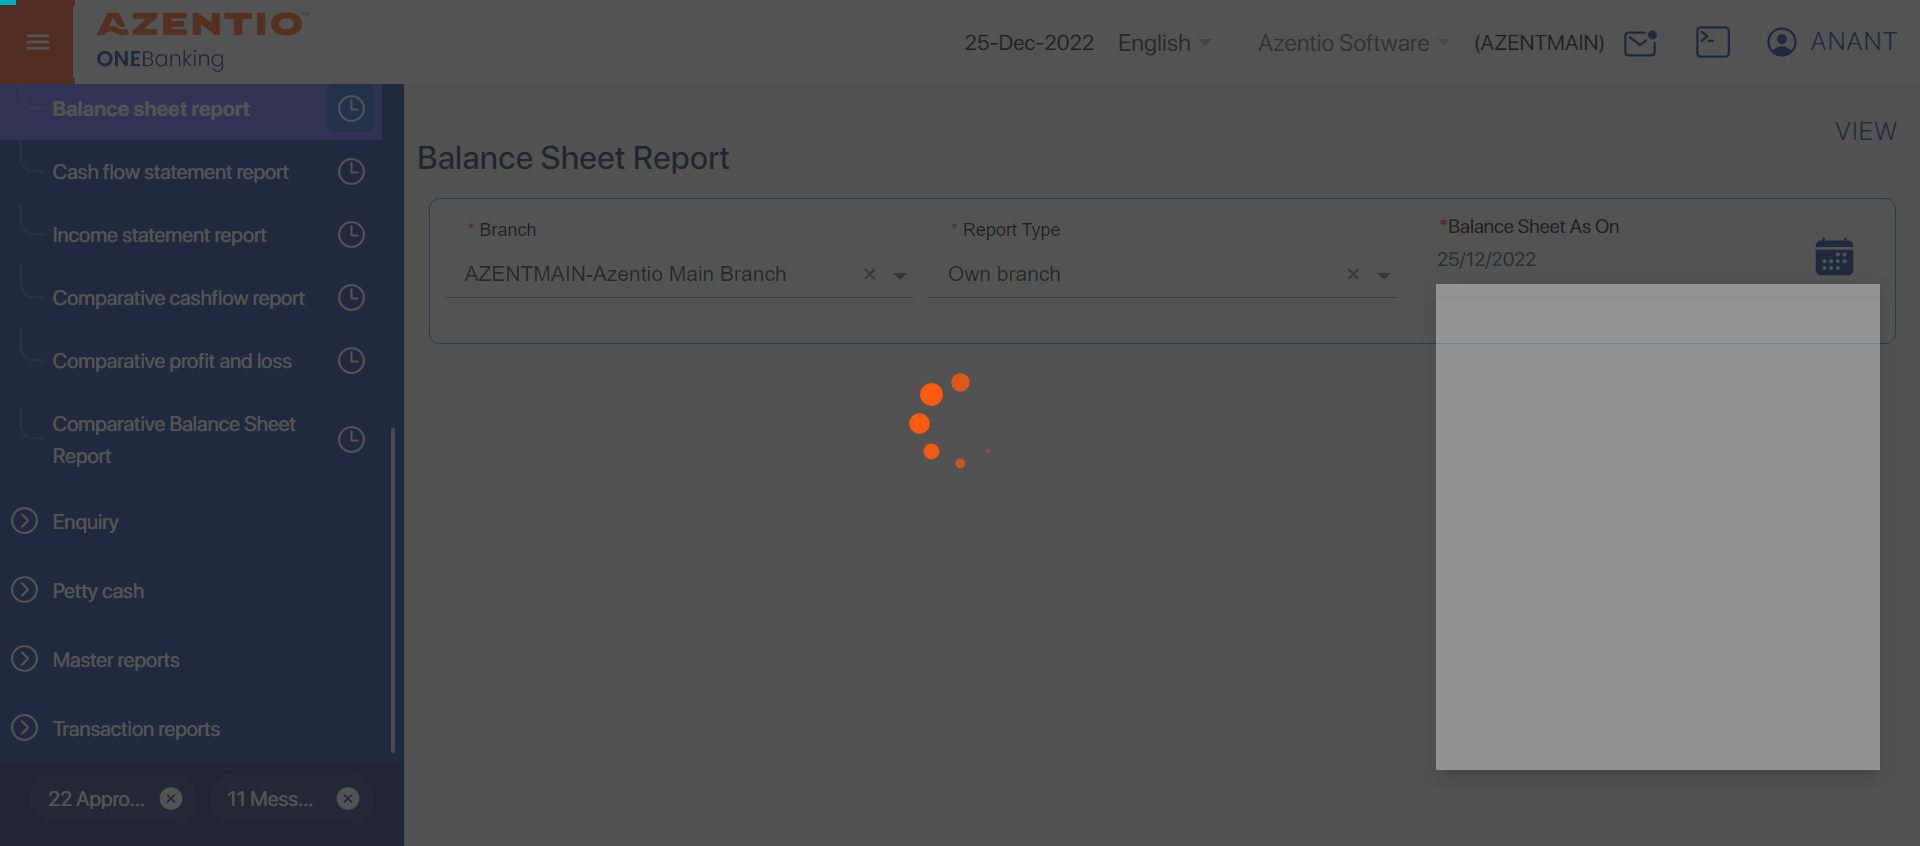 AZENTIO™
ONEBanking
25-Dec-2022
English
Azentio Software
(AZENTMAIN)
ANANT
Balance sheet report
Cash flow statement report
Income statement report
Comparative cashflow report
Comparative profit and loss
Comparative Balance Sheet
Report
Enquiry
Petty cash
Master reports
Transaction reports
22 Appro...
11 Mess...
VIEW
Balance Sheet Report
* Branch
AZENTMAIN-Azentio Main Branch
* Report Type
Own branch
*Balance Sheet As On
25/12/2022